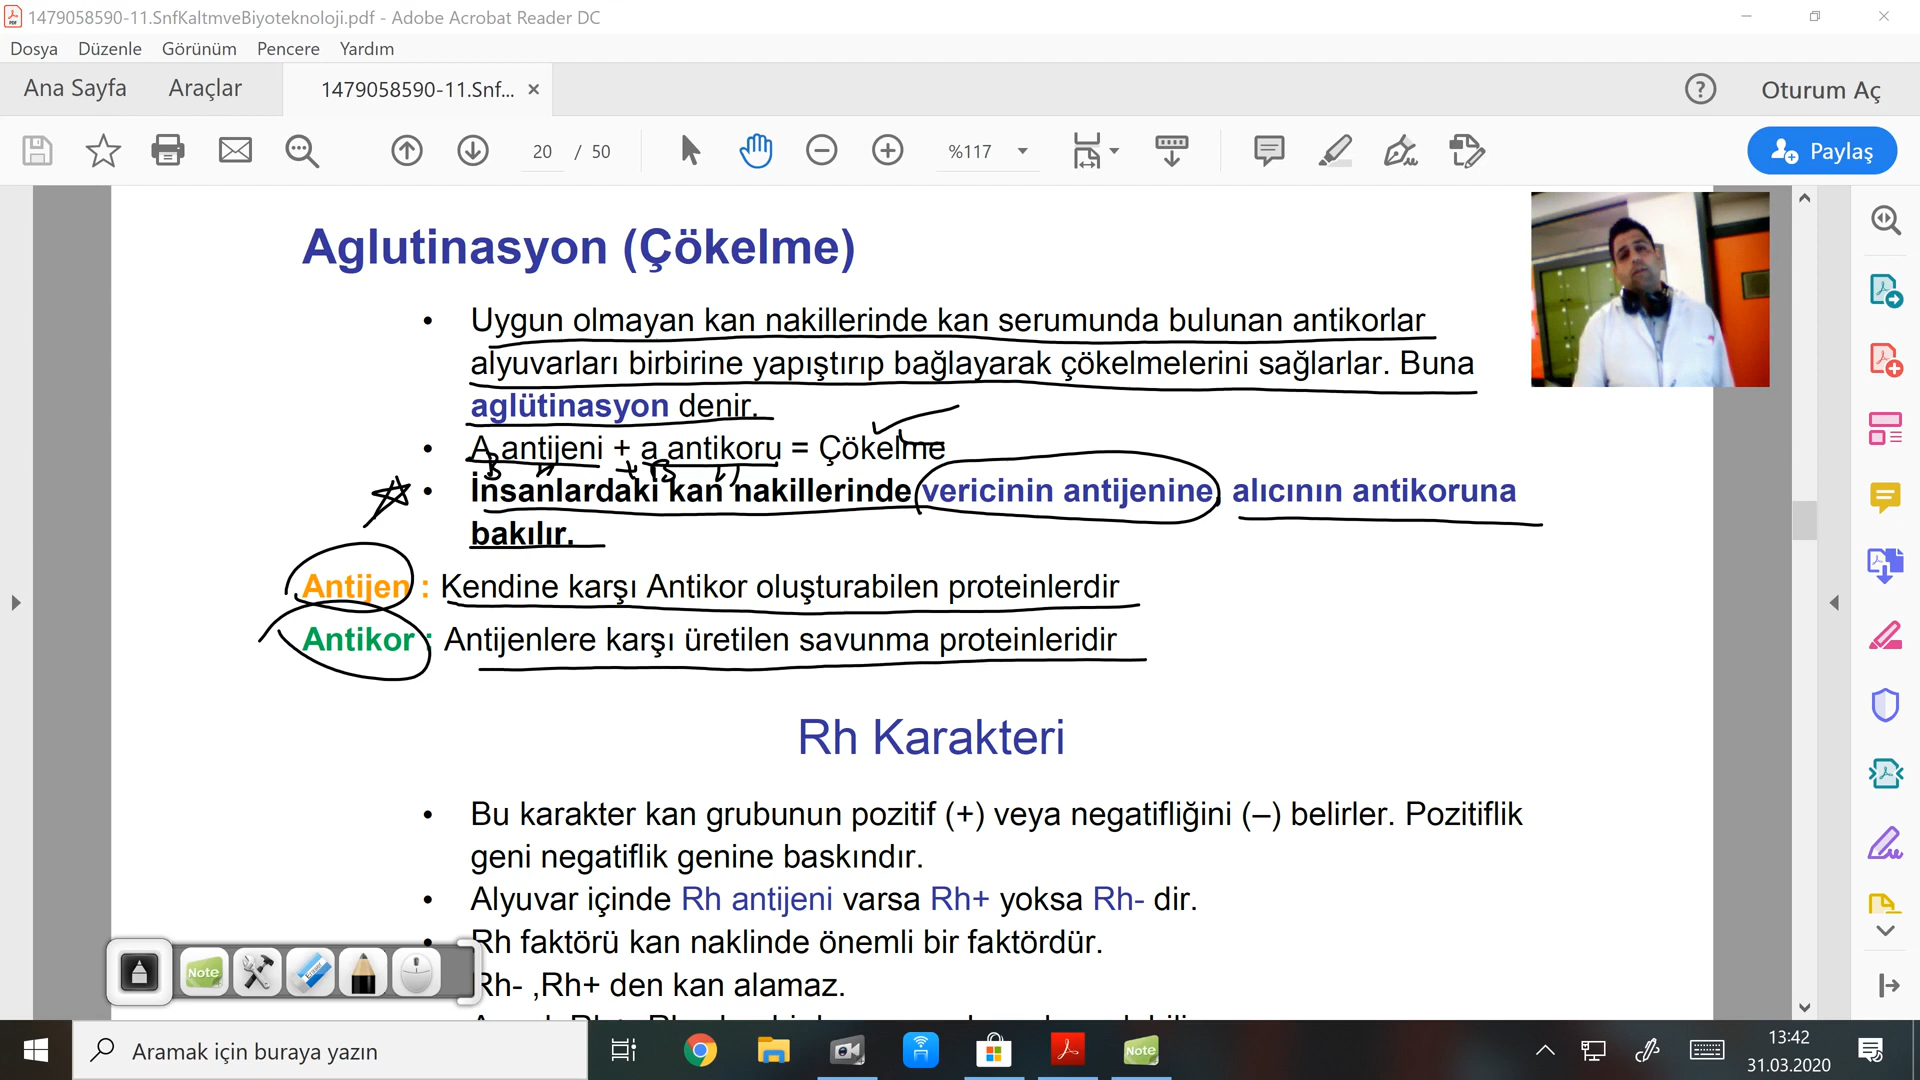 1479058590-11.SnfKaltmveBiyoteknoloji.pdf - Adobe Acrobat Reader DC
Dosya Düzenle Görünüm Pencere Yardım
Ana Sayfa Araçlar 1479058590-11.Snf... × ? Oturum Aç
20 / 50 %117 Paylaş
Aglutinasyon (Çökelme)
• Uygun olmayan kan nakillerinde kan serumunda bulunan antikorlar
alyuvarları birbirine yapıştırıp bağlayarak çökelmelerini sağlarlar. Buna
aglütinasyon denir.
• A antijeni + a antikoru = Çökelme
B " + B "
• İnsanlardaki kan nakillerinde vericinin antijenine, alıcının antikoruna
bakılır.
Antijen : Kendine karşı Antikor oluşturabilen proteinlerdir
Antikor : Antijenlere karşı üretilen savunma proteinleridir
Rh Karakteri
• Bu karakter kan grubunun pozitif (+) veya negatifliğini (–) belirler. Pozitiflik
geni negatiflik genine baskındır.
• Alyuvar içinde Rh antijeni varsa Rh+ yoksa Rh- dir.
• Rh faktörü kan naklinde önemli bir faktördür.
Rh- ,Rh+ den kan alamaz.
Note
Aramak için buraya yazın
Note
13:42
31.03.2020